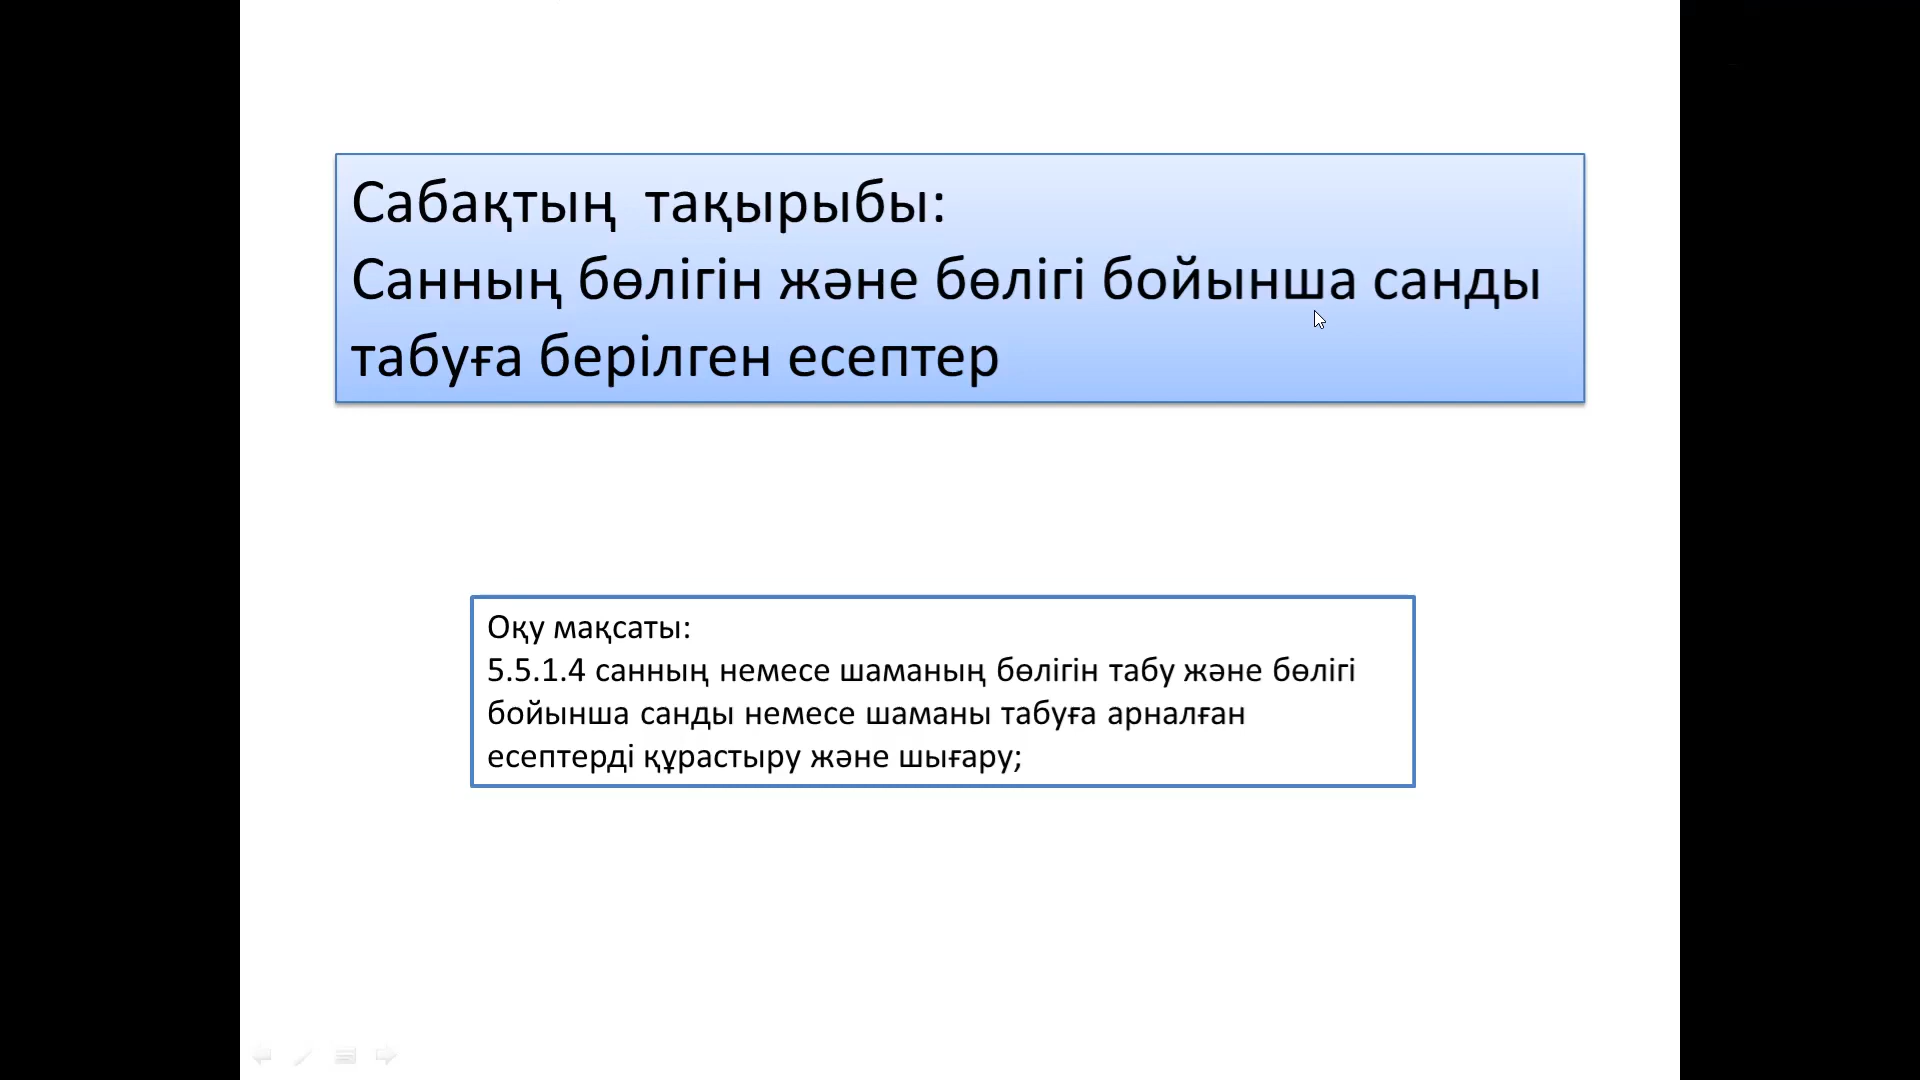 Сабақтың  тақырыбы:
Санның бөлігін және бөлігі бойынша санды
табуға берілген есептер
Оқу мақсаты:
5.5.1.4 санның немесе шаманың бөлігін табу және бөлігі
бойынша санды немесе шаманы табуға арналған
есептерді құрастыру және шығару;